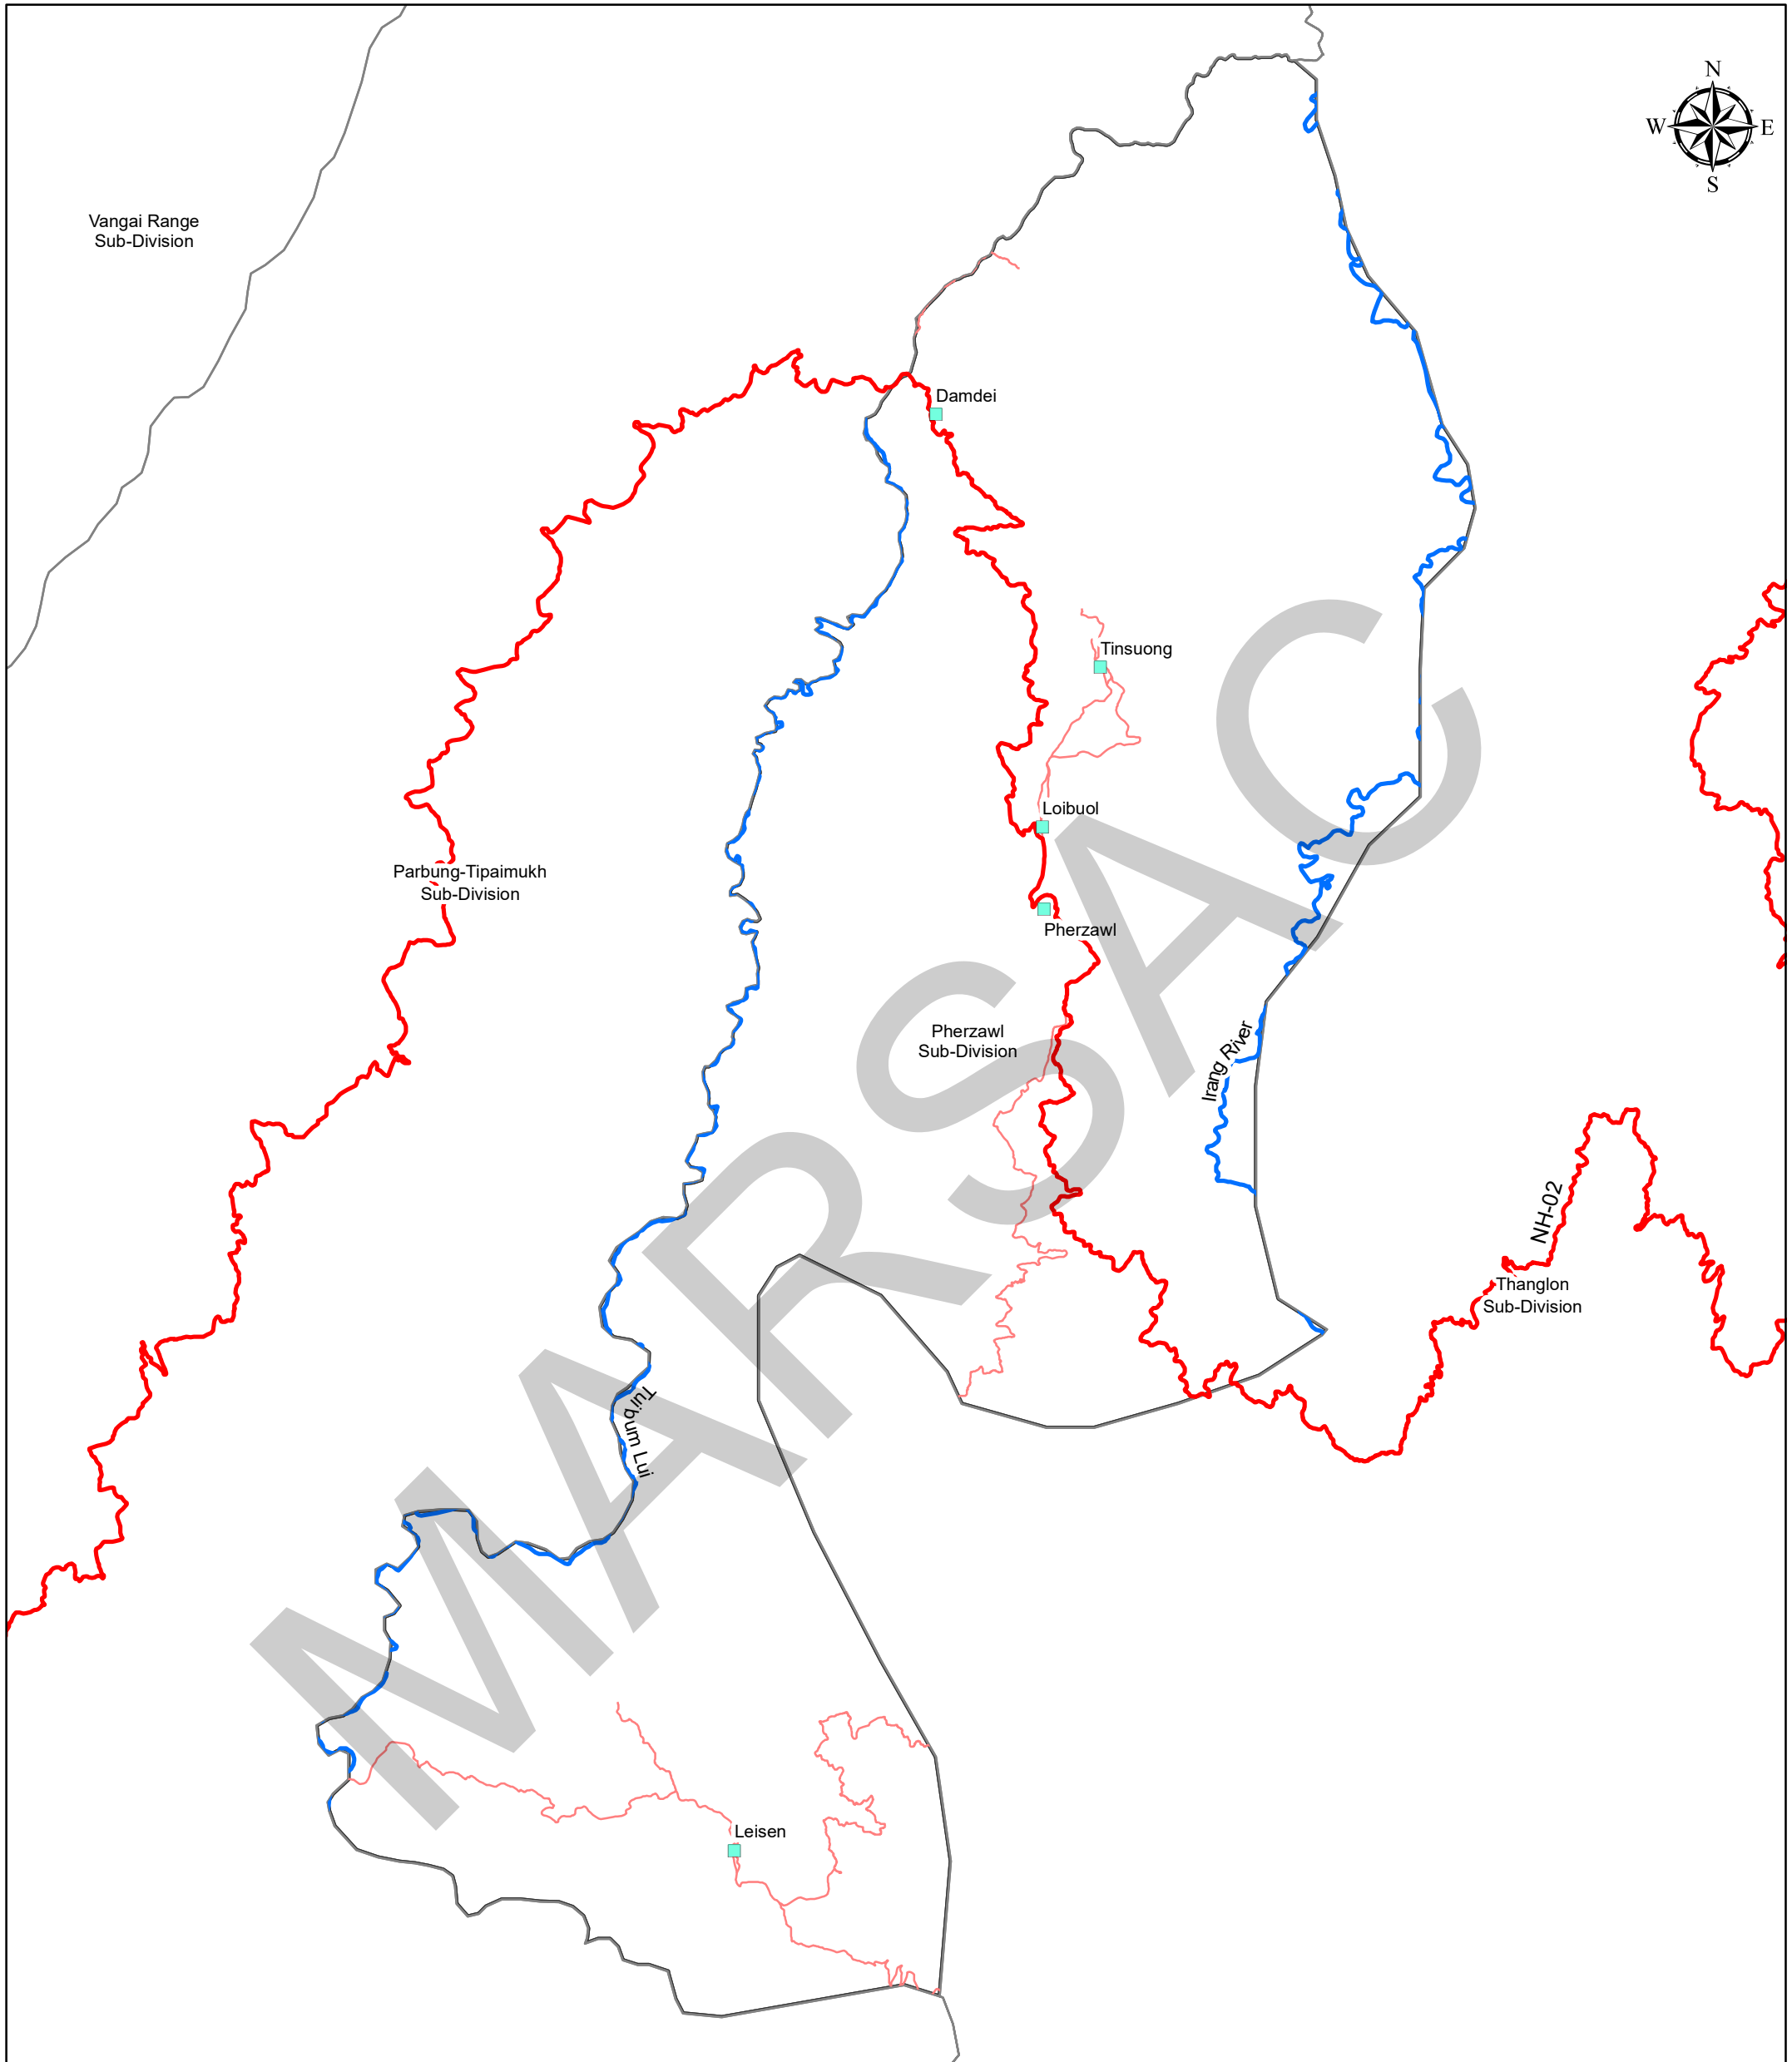 N
W E
S
Vangai Range
Sub-Division
Damdei
Tinsuong
Loibuol
Parbung-Tipaimukh
Sub-Division
Pherzawl
Pherzawl
Sub-Division
Irang River
NH-02
Thanglon
Sub-Division
Tuibum Lui
Leisen
MARSAC